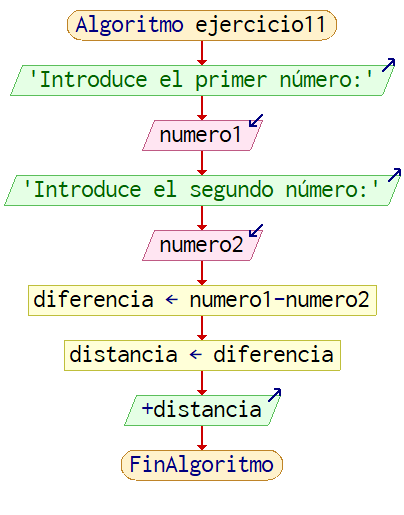 Algoritmo ejercicio11
'Introduce el primer número:'
numero1
'Introduce el segundo número:'
numero2
diferencia ← numero1-numero2
distancia ← diferencia
+distancia
FinAlgoritmo